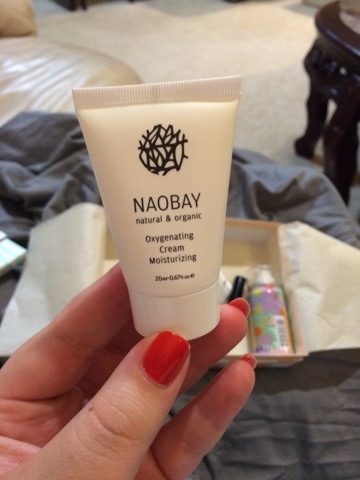 NAOBAY
natural & organic
Oxygenating
Cream
Moisturizing
20ml-0.67fl.oz.e